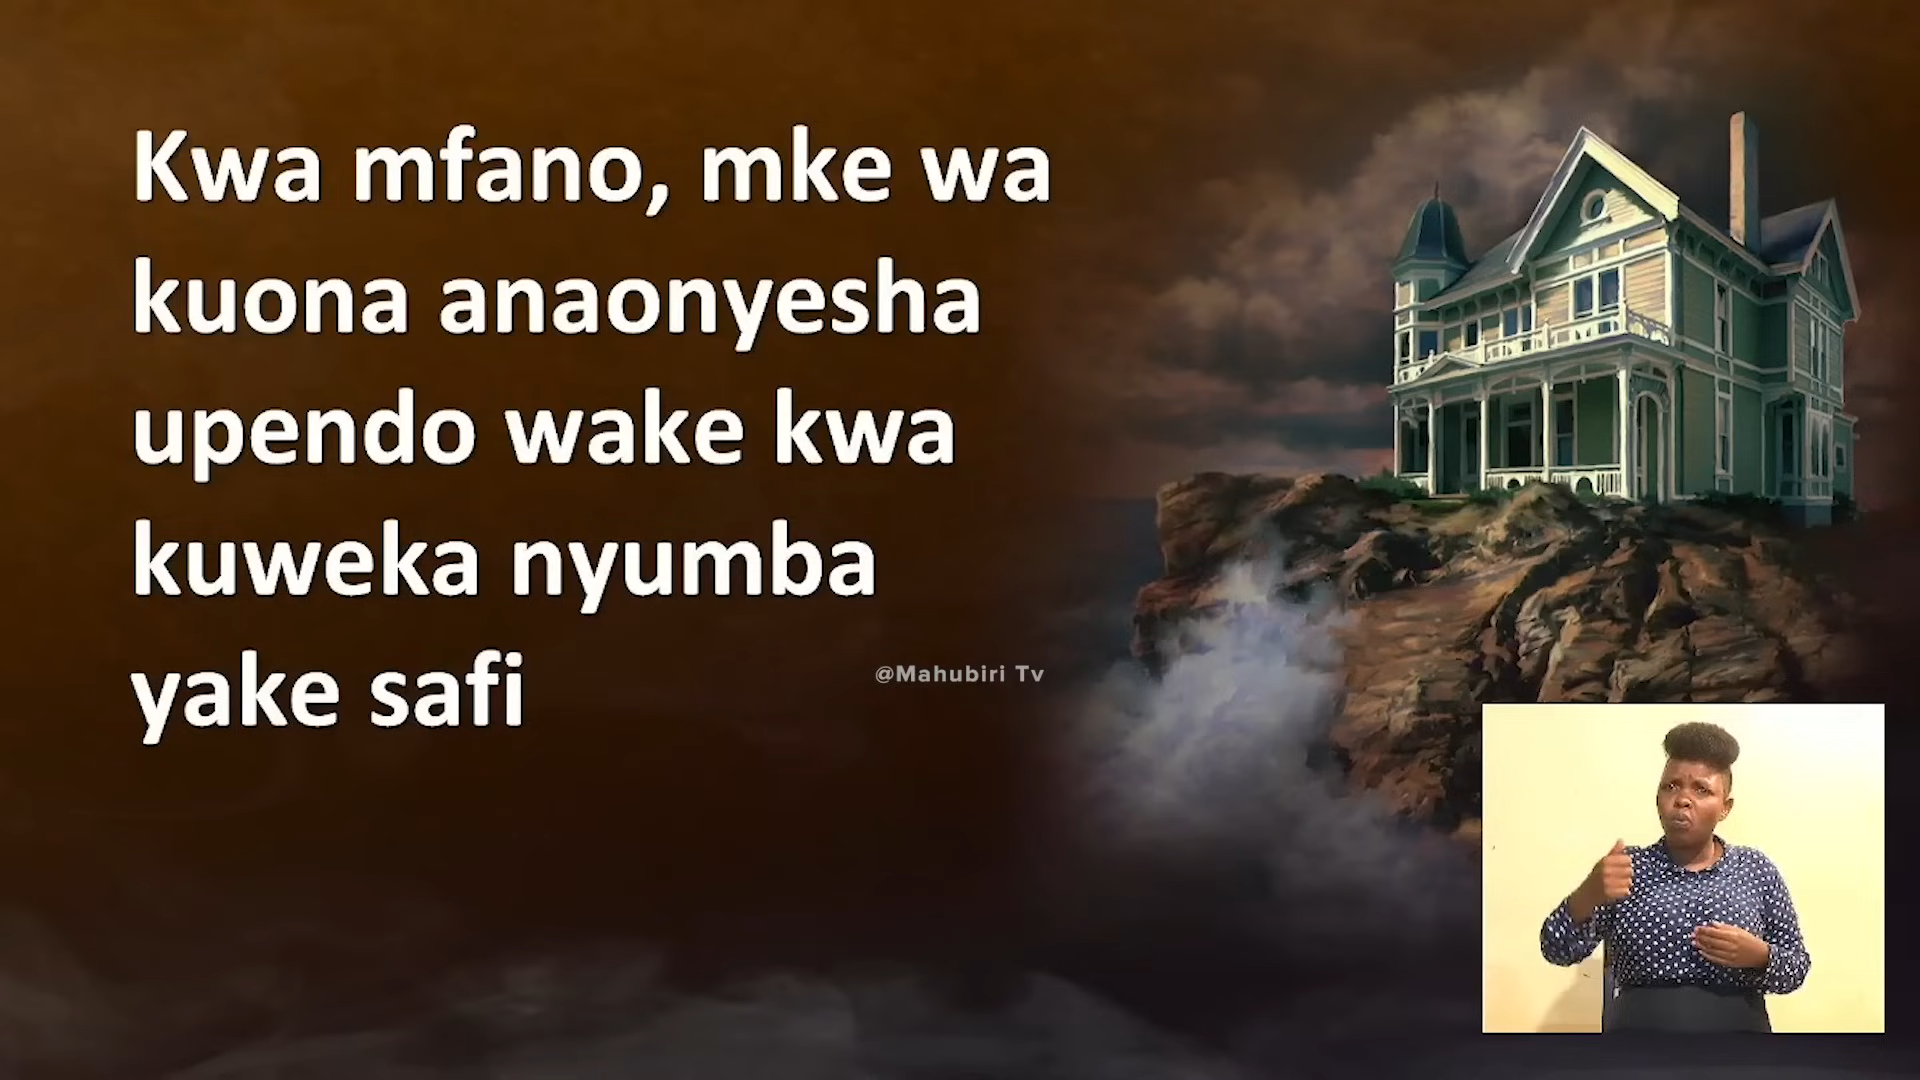 Kwa mfano, mke wa
kuona anaonyesha
upendo wake kwa
kuweka nyumba
yake safi
@Mahubiri Tv